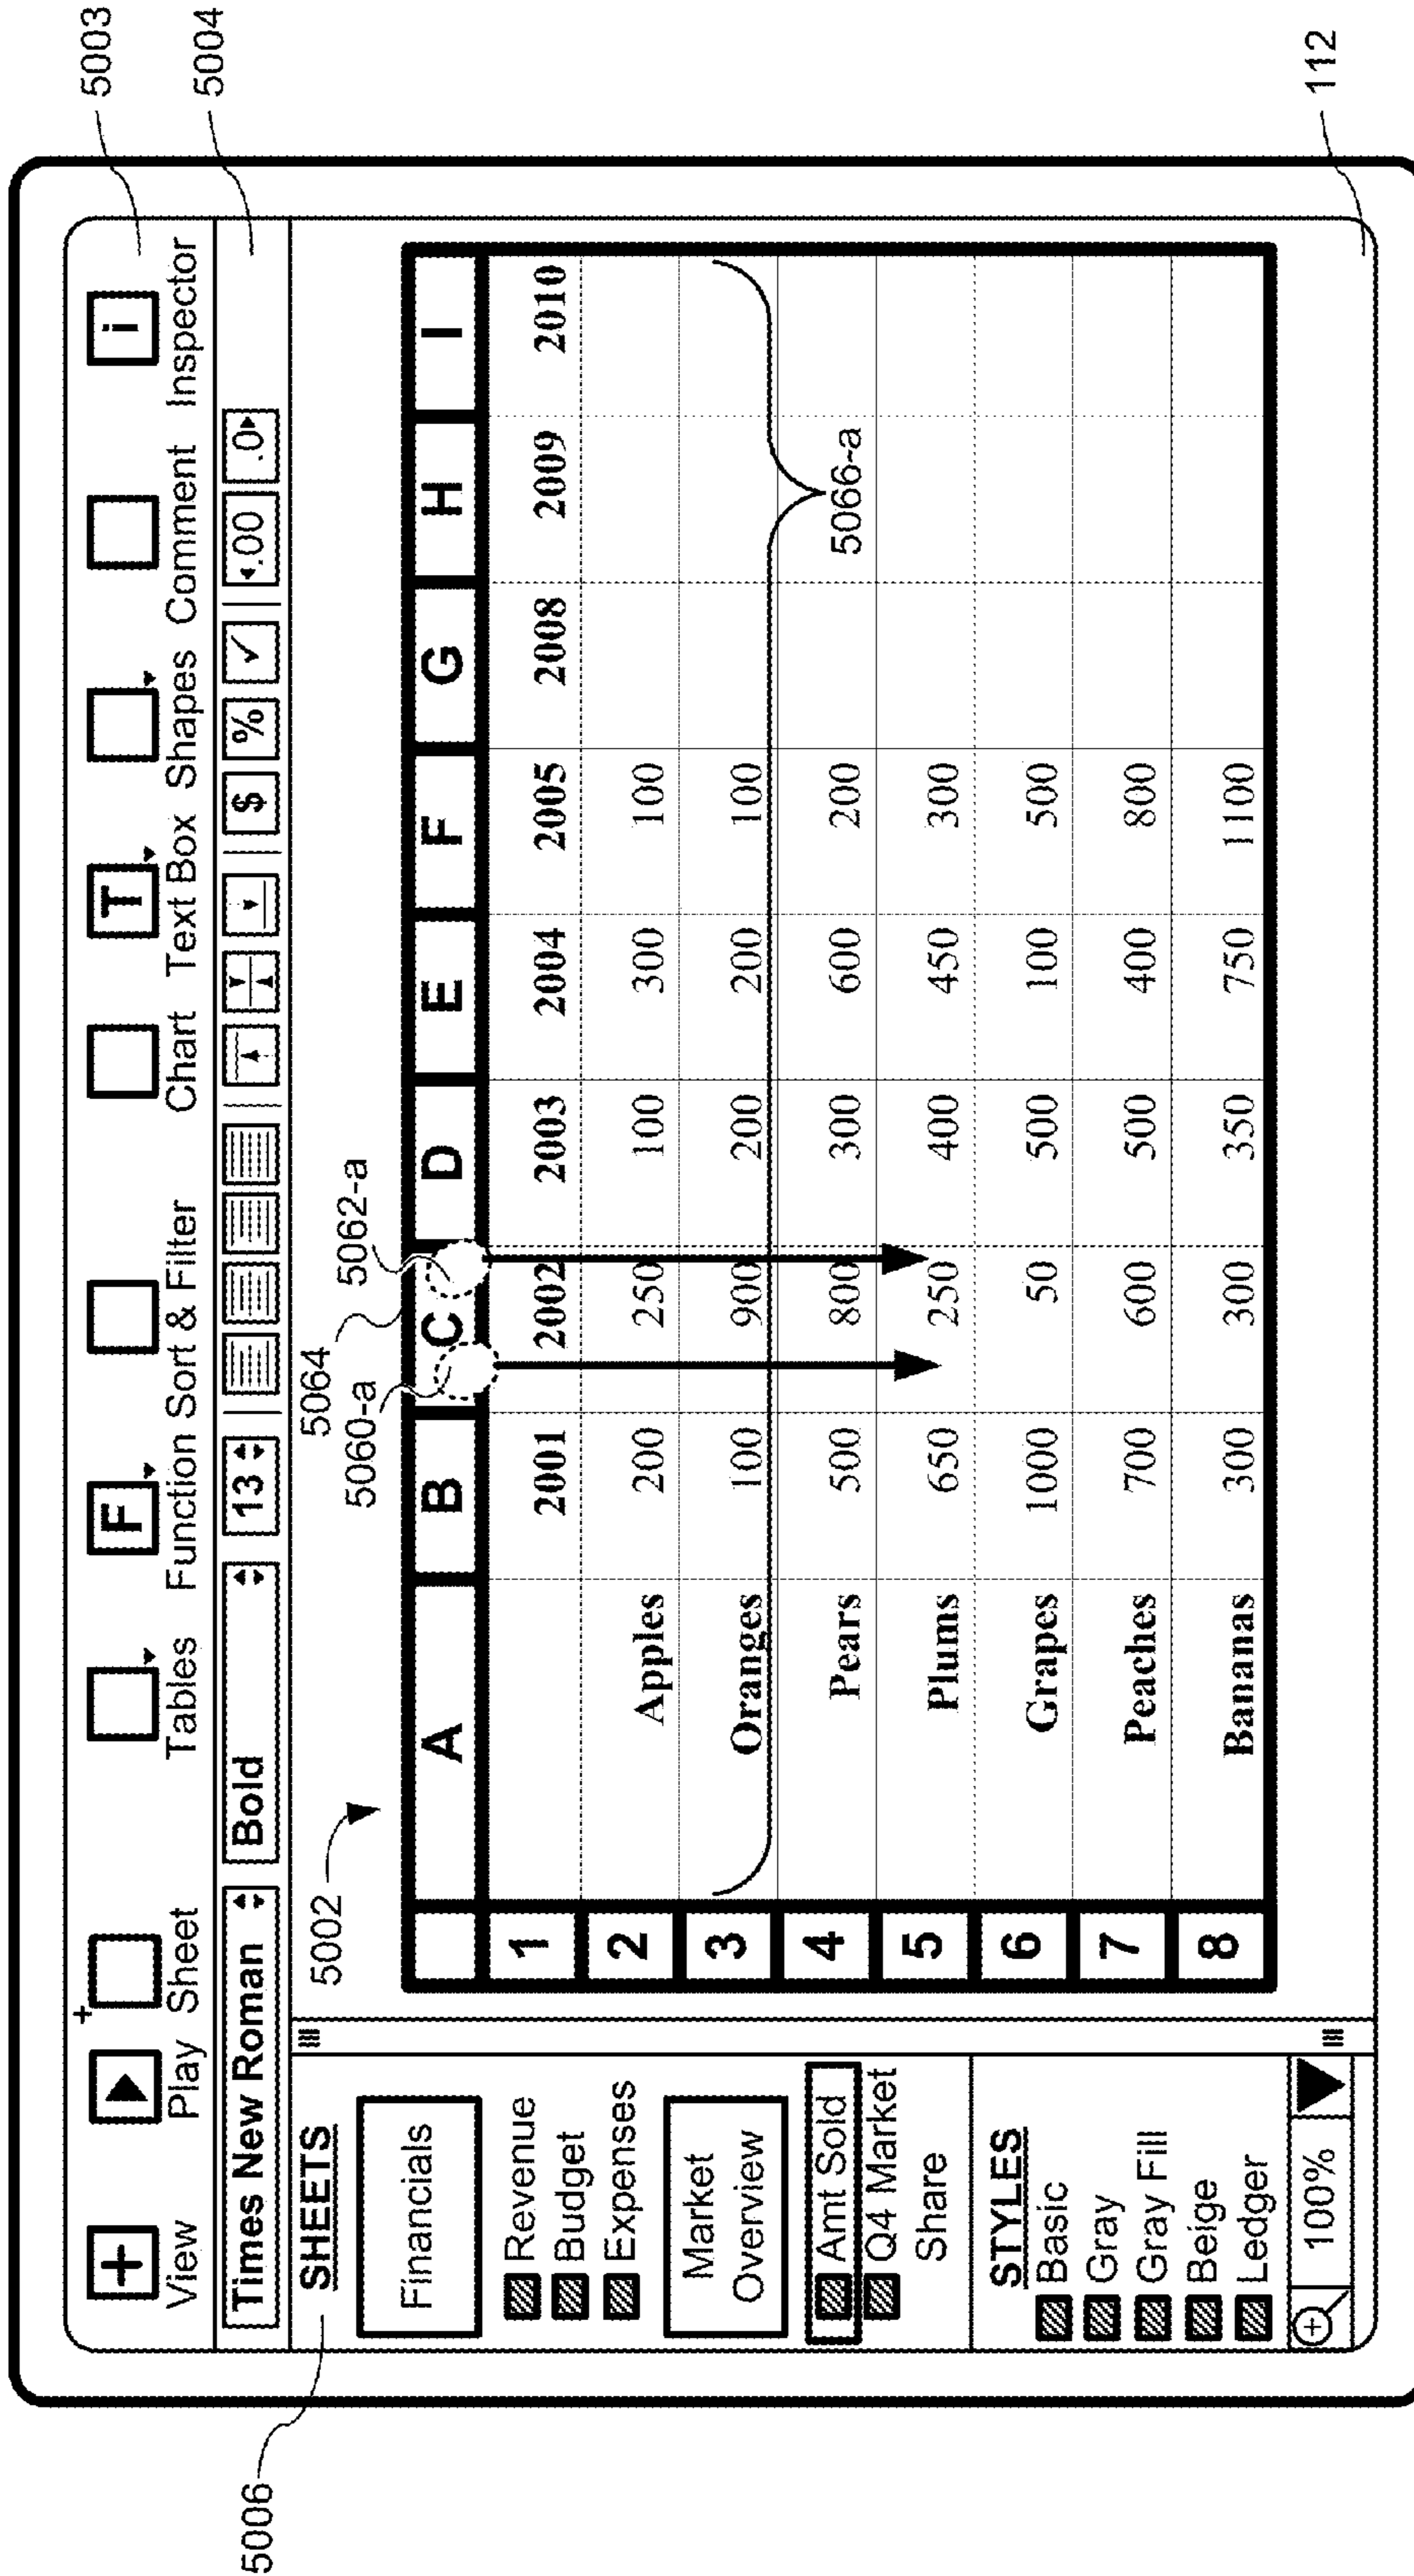 5003
5004
View Play Sheet Tables Function Sort & Filter Chart Text Box Shapes Comment Inspector
+ + F T i
Times New Roman Bold 13 $ % ✓ .00 .0
5006
SHEETS
Financials
Revenue
Budget
Expenses
Market
Overview
Amt Sold
Q4 Market
Share
STYLES
Basic
Gray
Gray Fill
Beige
Ledger
100%
5002
5064
5060-a
5062-a
A B C D E F G H I
1 2001 2002 2003 2004 2005 2008 2009 2010
2 Apples 200 250 100 300 100
3 Oranges 100 900 200 200 100
4 Pears 500 800 300 600 200
5 Plums 650 250 400 450 300
6 Grapes 1000 50 500 100 500
7 Peaches 700 600 500 400 800
8 Bananas 300 300 350 750 1100
5066-a
112